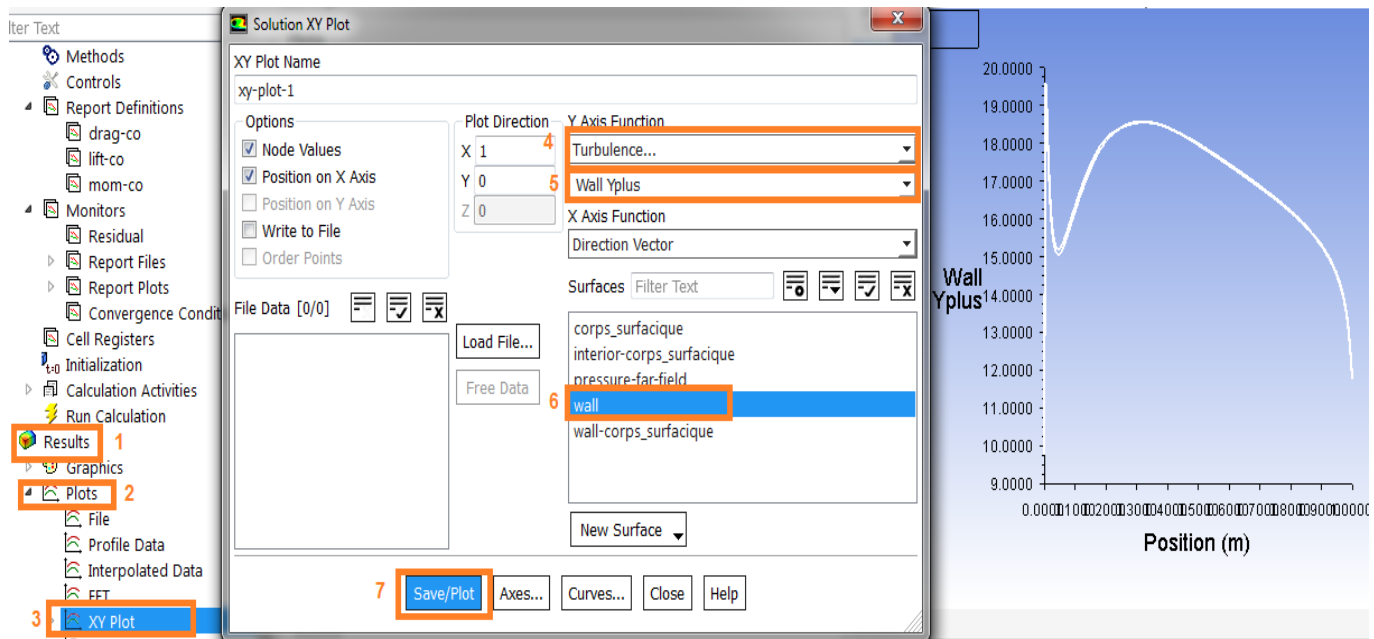 Iter Text
Methods
Controls
Report Definitions
drag-co
lift-co
mom-co
Monitors
Residual
Report Files
Report Plots
Convergence Condit
Cell Registers
t=0 Initialization
Calculation Activities
Run Calculation
Results 1
Graphics
Plots 2
File
Profile Data
Interpolated Data
FFT
3 XY Plot
Solution XY Plot
x
XY Plot Name
xy-plot-1
Options
Node Values
Position on X Axis
Position on Y Axis
Write to File
Order Points
Plot Direction
X 1
Y 0
Z 0
Y Axis Function
4 Turbulence...
5 Wall Yplus
X Axis Function
Direction Vector
File Data [0/0]
Load File...
Free Data
Surfaces Filter Text
corps_surfacique
interior-corps_surfacique
pressure-far-field
6 wall
wall-corps_surfacique
New Surface
7 Save/Plot Axes... Curves... Close Help
20.0000
19.0000
18.0000
17.0000
16.0000
15.0000
14.0000
13.0000
12.0000
11.0000
10.0000
9.0000
Wall
Yplus
Position (m)